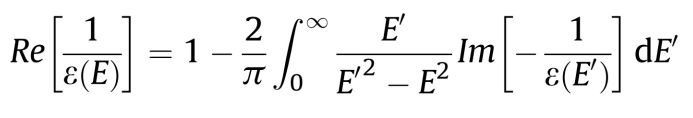 Re[1/ε(E)] = 1 − 2/π ∫₀^∞ E′/(E′² − E²) Im[−1/ε(E′)] dE′